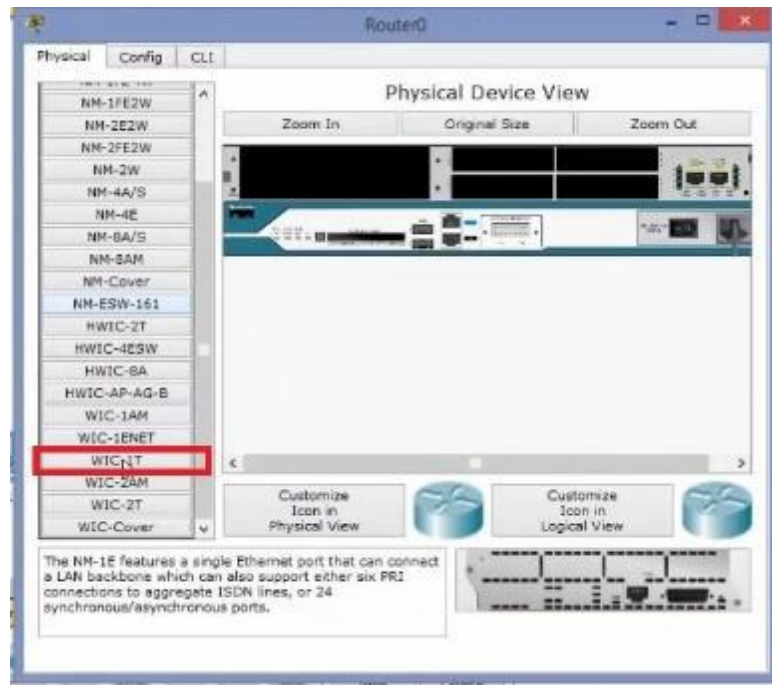 Router0
Physical Config CLI
NM-1FE2W
NM-2E2W
NM-2FE2W
NM-2W
NM-4A/S
NM-4E
NM-8A/S
NM-8AM
NM-Cover
NM-ESW-161
HWIC-2T
HWIC-4ESW
HWIC-8A
HWIC-AP-AG-B
WIC-1AM
WIC-1ENET
WIC-1T
WIC-2AM
WIC-2T
WIC-Cover
Physical Device View
Zoom In Original Size Zoom Out
Customize
Icon in
Physical View
Customize
Icon in
Logical View
The NM-1E features a single Ethernet port that can connect
a LAN backbone which can also support either six PRI
connections to aggregate ISDN lines, or 24
synchronous/asynchronous ports.